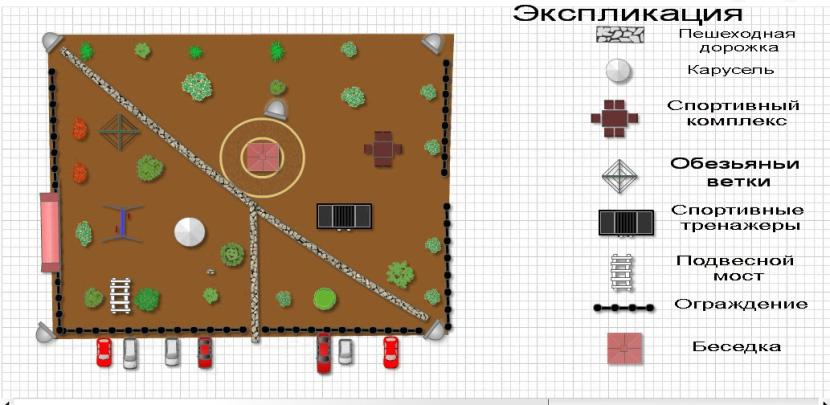 Экспликация
Пешеходная
дорожка
Карусель
Спортивный
комплекс
Обезьяньи
ветки
Спортивные
тренажеры
Подвесной
мост
Ограждение
Беседка